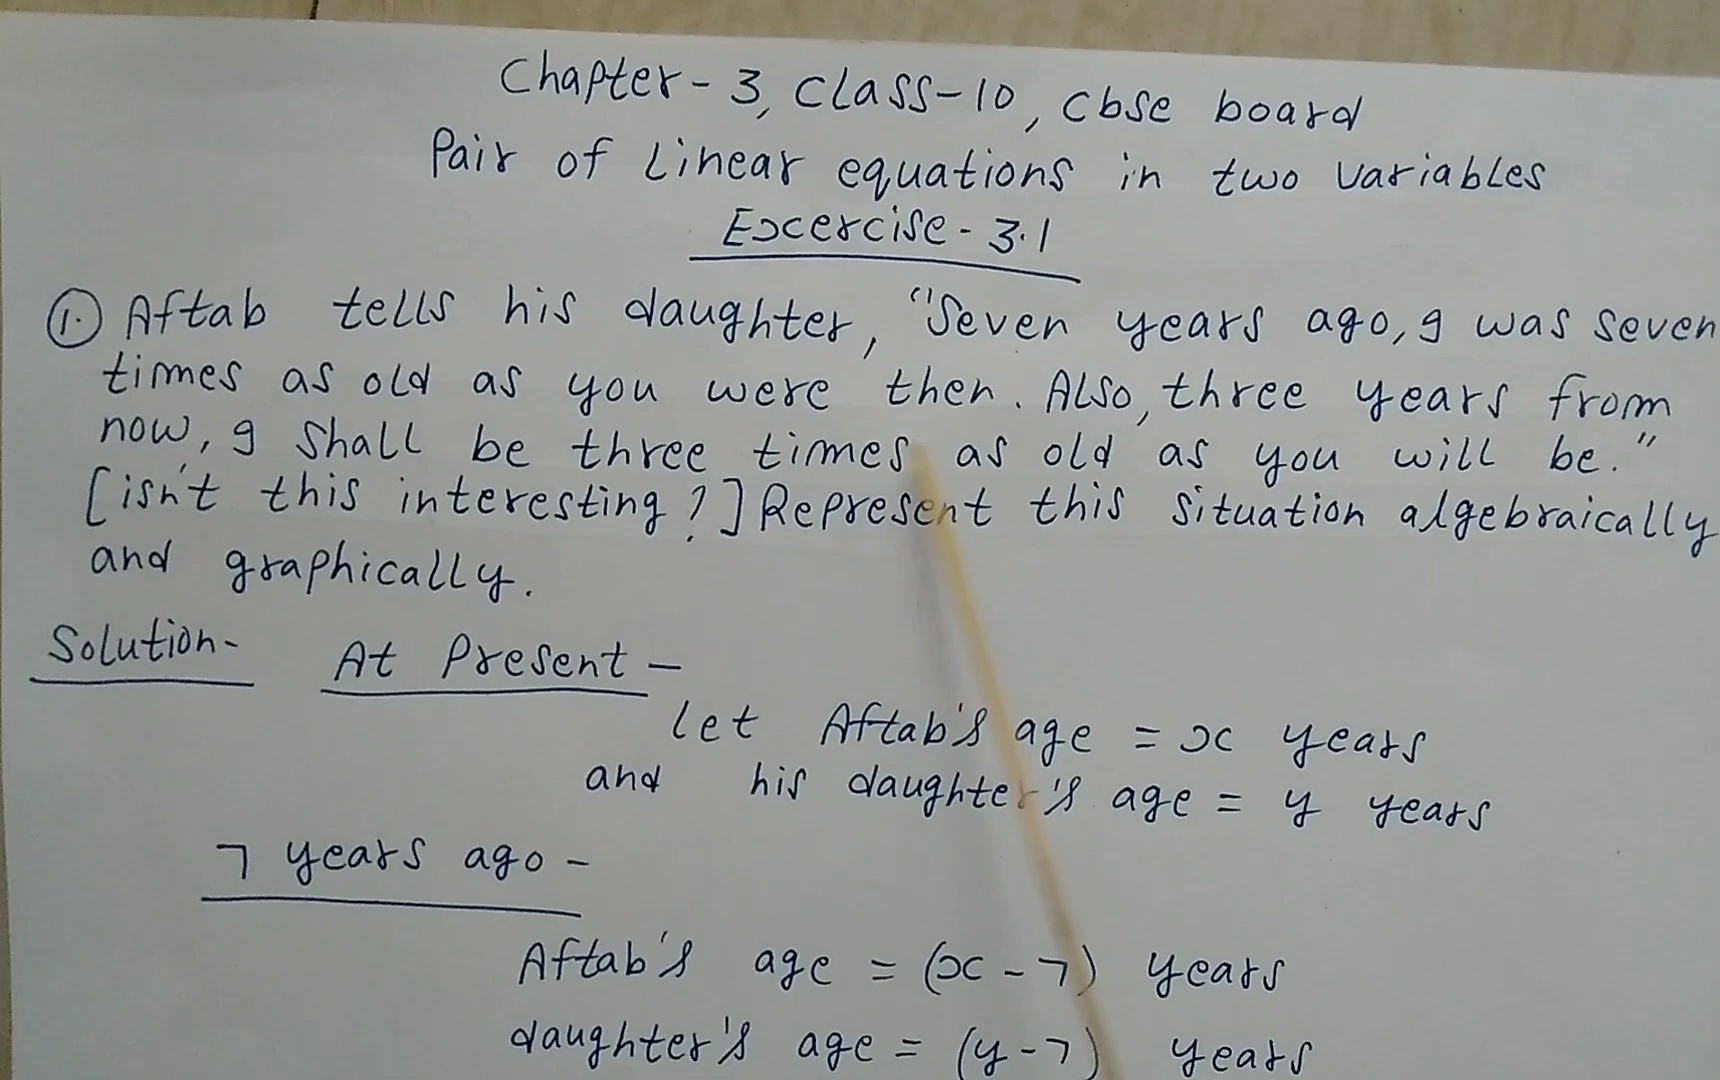 Chapter - 3, Class-10, cbse board
Pair of Linear equations in two variables
Excercise - 3.1
1. Aftab tells his daughter, "Seven years ago, I was seven
times as old as you were then. Also, three years from
now, I shall be three times as old as you will be."
[isn't this interesting?] Represent this situation algebraically
and graphically.
Solution- At Present -
let Aftab's age = x years
and his daughter's age = y years
7 years ago -
Aftab's age = (x - 7) years
daughter's age = (y - 7) years